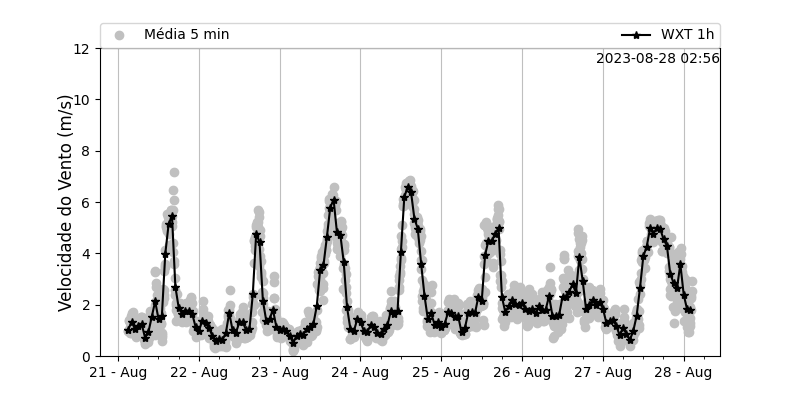 Média 5 min
WXT 1h
2023-08-28 02:56
Velocidade do Vento (m/s)
12
10
8
6
4
2
0
21 - Aug 22 - Aug 23 - Aug 24 - Aug 25 - Aug 26 - Aug 27 - Aug 28 - Aug